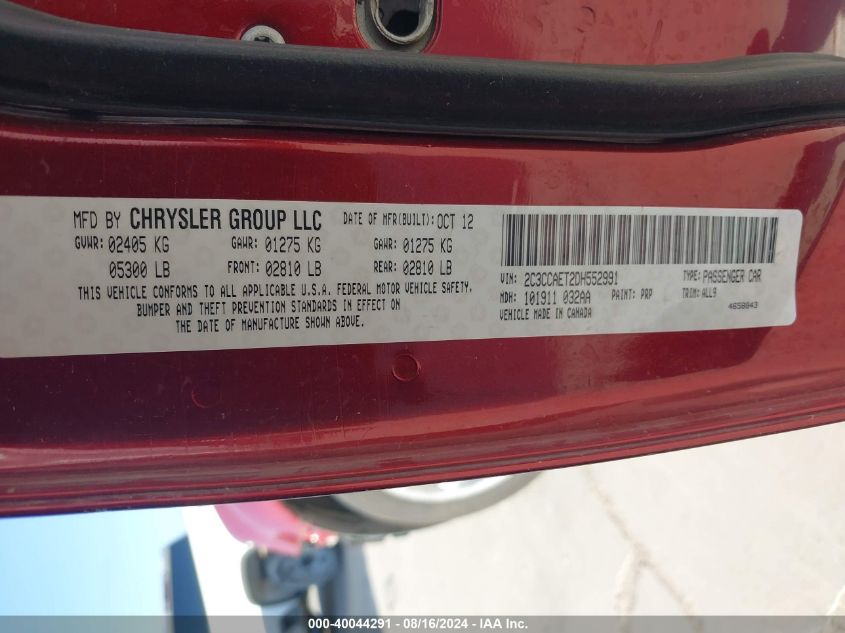 MFD BY CHRYSLER GROUP LLC DATE OF MFR(BUILT): OCT 12
GVWR: 02405 KG GAWR: 01275 KG GAWR: 01275 KG
05300 LB FRONT: 02810 LB REAR: 02810 LB
THIS VEHICLE CONFORMS TO ALL APPLICABLE U.S.A. FEDERAL MOTOR VEHICLE SAFETY,
BUMPER AND THEFT PREVENTION STANDARDS IN EFFECT ON
THE DATE OF MANUFACTURE SHOWN ABOVE.
VIN: 2C3CCAET2DH552991 TYPE: PASSENGER CAR
MDH: 101911 032AA PAINT: PRP TRIM: ALL9
VEHICLE MADE IN CANADA 4658843
000-40044291 - 08/16/2024 - IAA Inc.